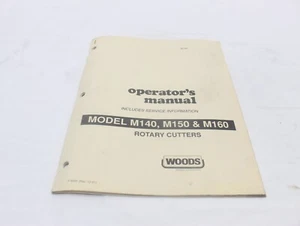 operator's
manual
INCLUDES SERVICE INFORMATION
MODEL M140, M150 & M160
ROTARY CUTTERS
WOODS